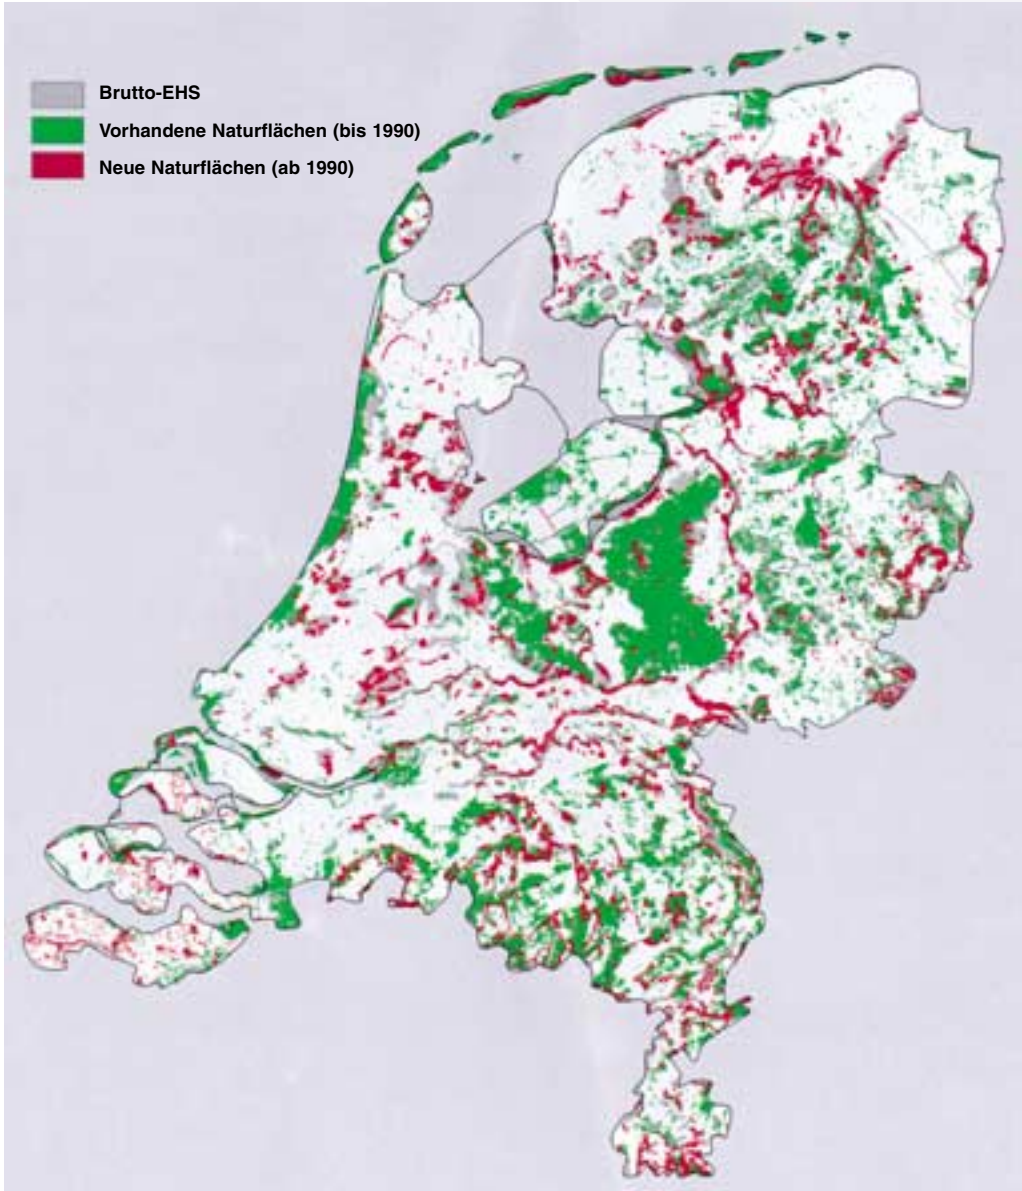 Brutto-EHS
Vorhandene Naturflächen (bis 1990)
Neue Naturflächen (ab 1990)